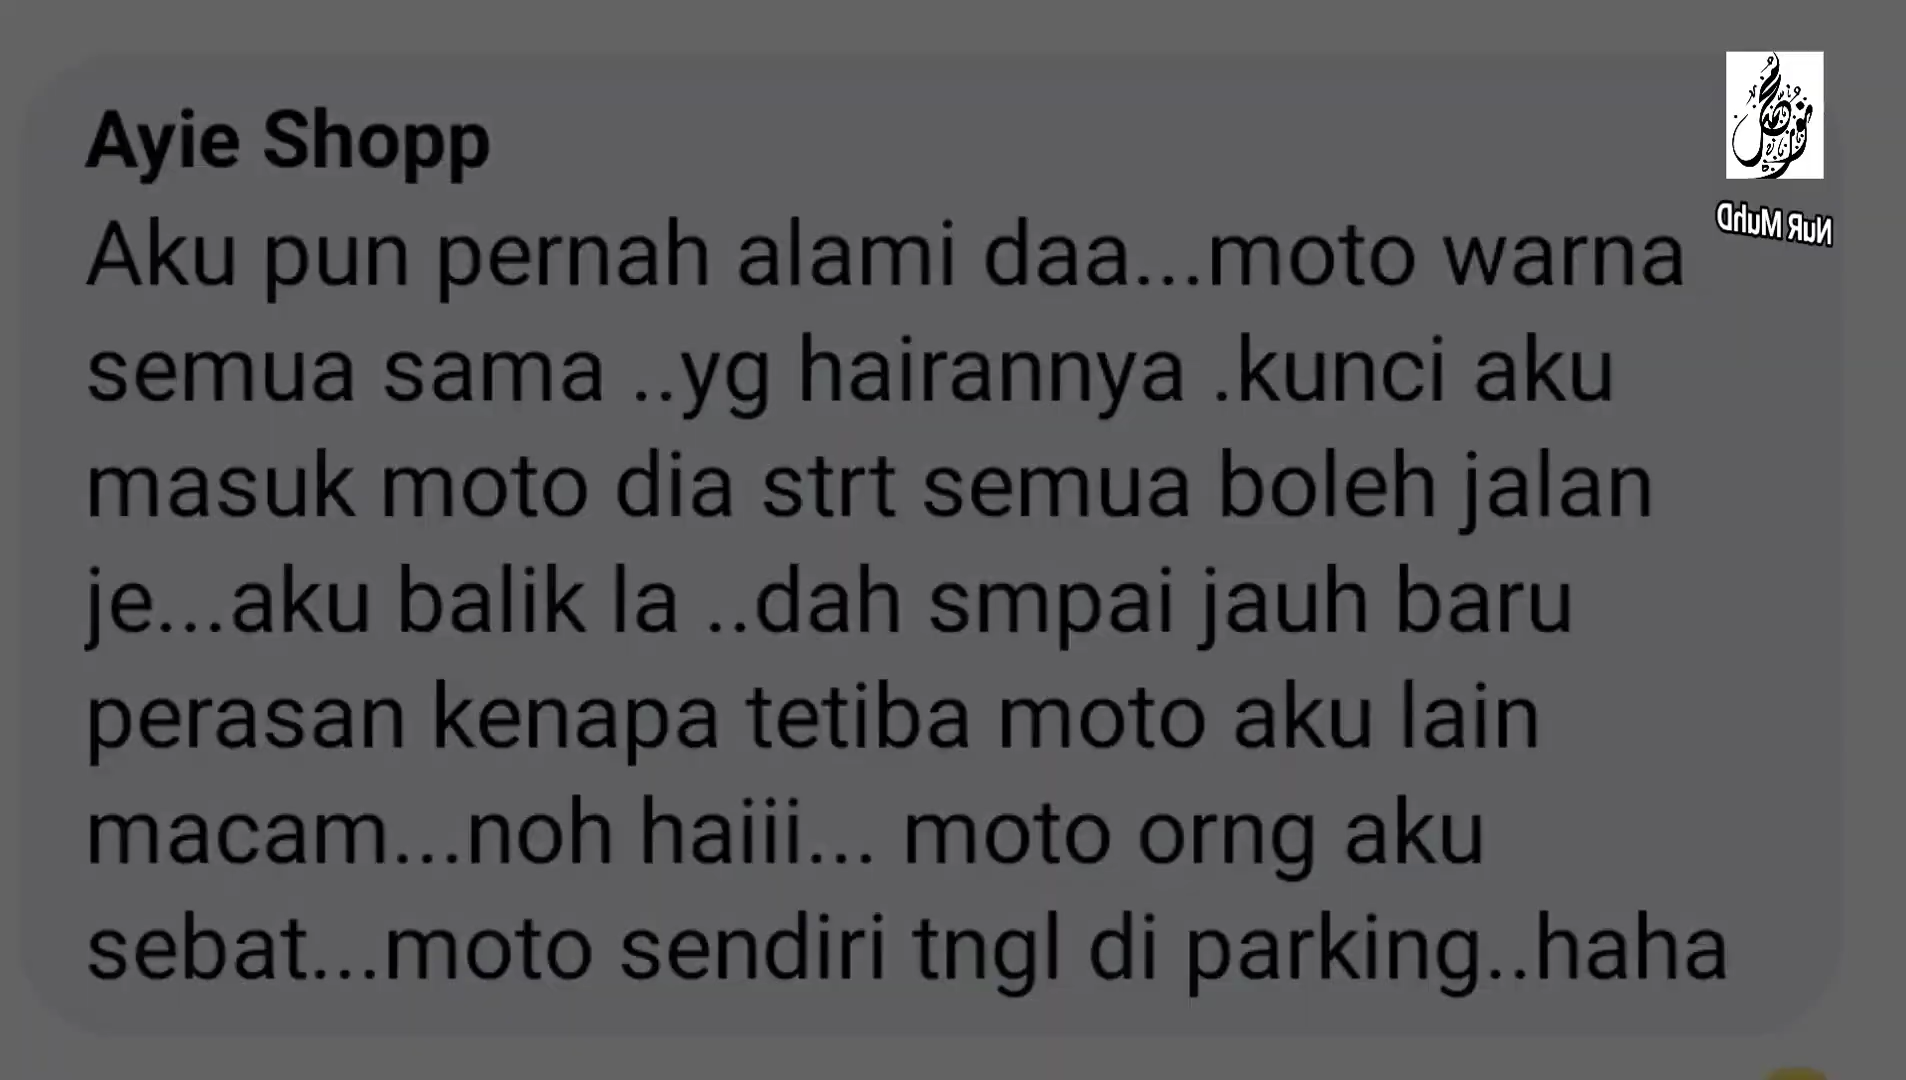 Ayie Shopp
Aku pun pernah alami daa...moto warna
semua sama ..yg hairannya .kunci aku
masuk moto dia strt semua boleh jalan
je...aku balik la ..dah smpai jauh baru
perasan kenapa tetiba moto aku lain
macam...noh haiii... moto orng aku
sebat...moto sendiri tngl di parking..haha
NuR MuhD